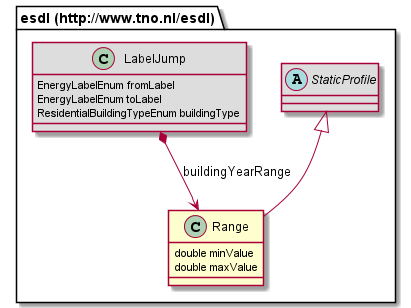 esdl (http://www.tno.nl/esdl)
C LabelJump
EnergyLabelEnum fromLabel
EnergyLabelEnum toLabel
ResidentialBuildingTypeEnum buildingType
A StaticProfile
buildingYearRange
C Range
double minValue
double maxValue